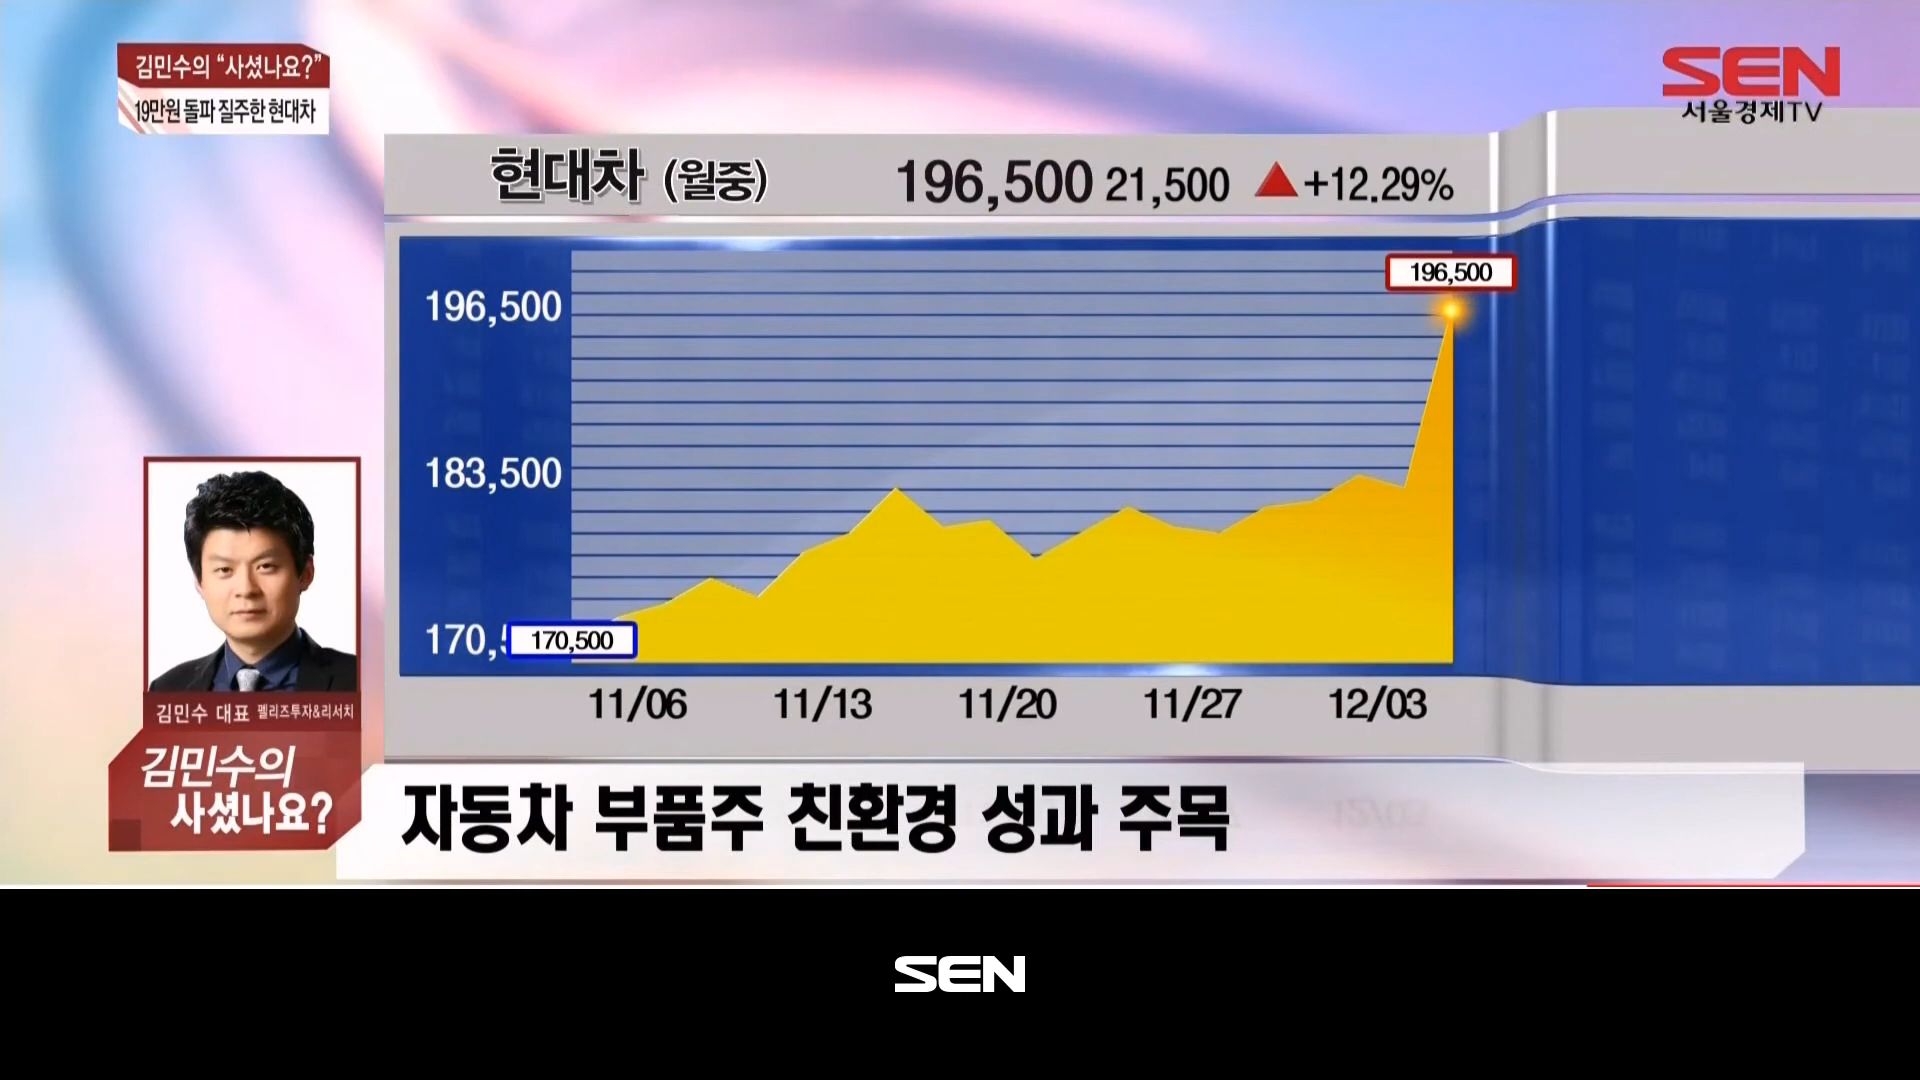 김민수의 “사셨나요?”
19만원 돌파 질주한 현대차
SEN
서울경제TV
현대차 (월중) 196,500 21,500 ▲ +12.29%
196,500
196,500
183,500
170,5
170,500
11/06 11/13 11/20 11/27 12/03
김민수 대표 멜리즈투자&리서치
김민수의
사셨나요?
자동차 부품주 친환경 성과 주목
SEN